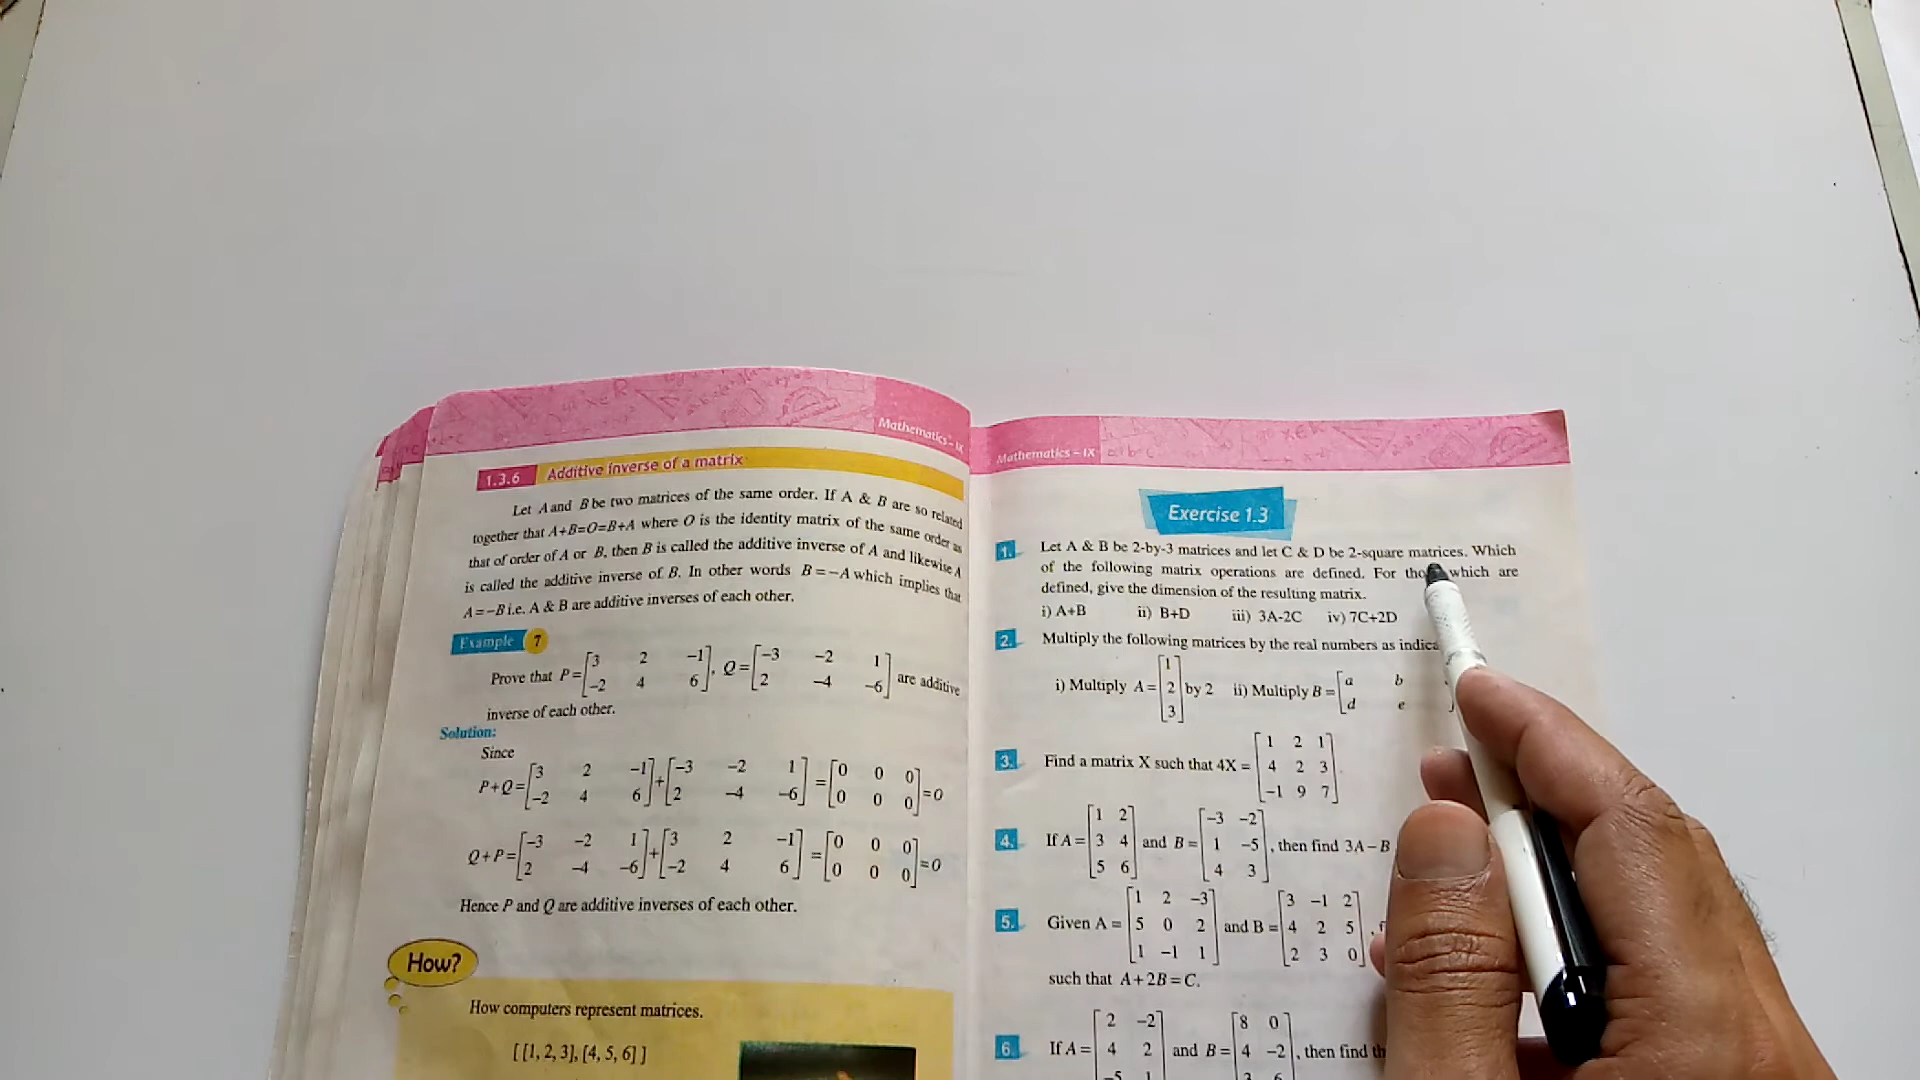 Mathematics - IX
1.3.6 Additive inverse of a matrix
Let A and B be two matrices of the same order. If A & B are so related
together that A+B=O=B+A where O is the identity matrix of the same order as
that of order of A or B, then B is called the additive inverse of A and likewise A
is called the additive inverse of B. In other words B=-A which implies that
A=-B i.e. A & B are additive inverses of each other.
Example 7
Prove that P= [3 2 -1; -2 4 6], Q= [-3 -2 1; 2 -4 -6] are additive
inverse of each other.
Solution:
Since
P+Q= [3 2 -1; -2 4 6] + [-3 -2 1; 2 -4 -6] = [0 0 0; 0 0 0] =O
Q+P= [-3 -2 1; 2 -4 -6] + [3 2 -1; -2 4 6] = [0 0 0; 0 0 0] =O
Hence P and Q are additive inverses of each other.
How?
How computers represent matrices.
[ [1, 2, 3], [4, 5, 6] ]
Mathematics - IX
Exercise 1.3
1. Let A & B be 2-by-3 matrices and let C & D be 2-square matrices. Which
of the following matrix operations are defined. For which are
defined, give the dimension of the resulting matrix.
i) A+B ii) B+D iii) 3A-2C iv) 7C+2D
2. Multiply the following matrices by the real numbers as
i) Multiply A= [1; 2; 3] by 2 ii) Multiply B= [a b; d e
3. Find a matrix X such that 4X = [1 2 1; 4 2 3; -1 9 7]
4. If A= [1 2; 3 4; 5 6] and B= [-3 -2; 1 -5; 4 3], then find 3A-B
5. Given A = [1 2 -3; 5 0 2; 1 -1 1] and B = [3 -1 2; 4 2 5; 2 3 0],
such that A+2B=C.
6. If A= [2 -2; 4 2; -5 1 and B= [8 0; 4 -2; 3 6, then find